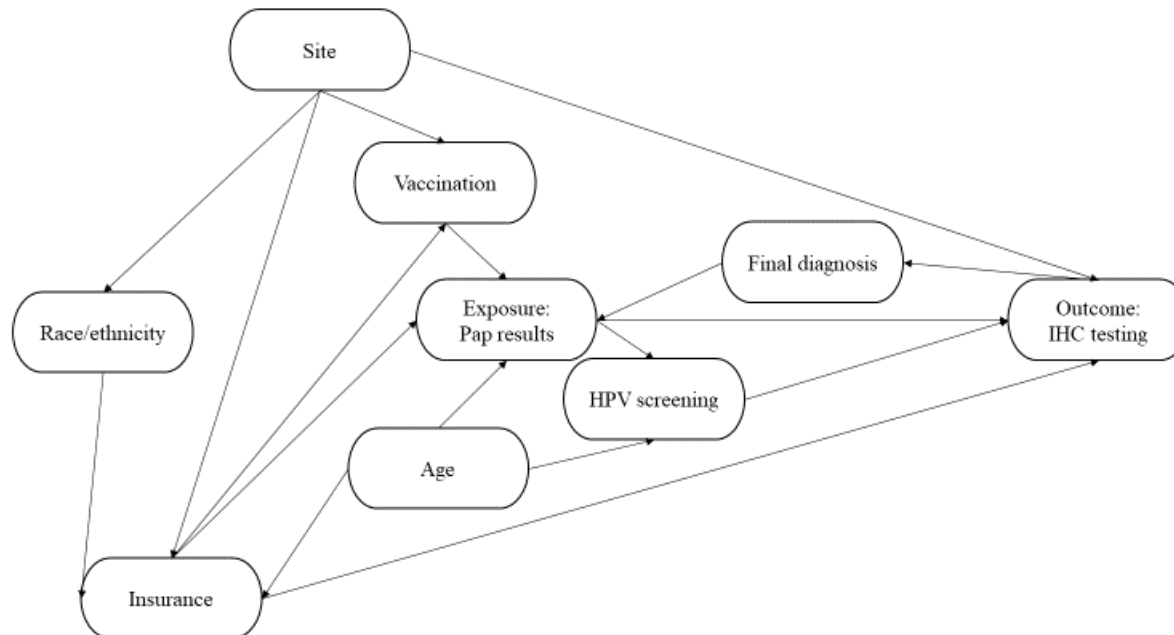 Site
Vaccination
Final diagnosis
Race/ethnicity
Exposure:
Pap results
Outcome:
IHC testing
HPV screening
Age
Insurance